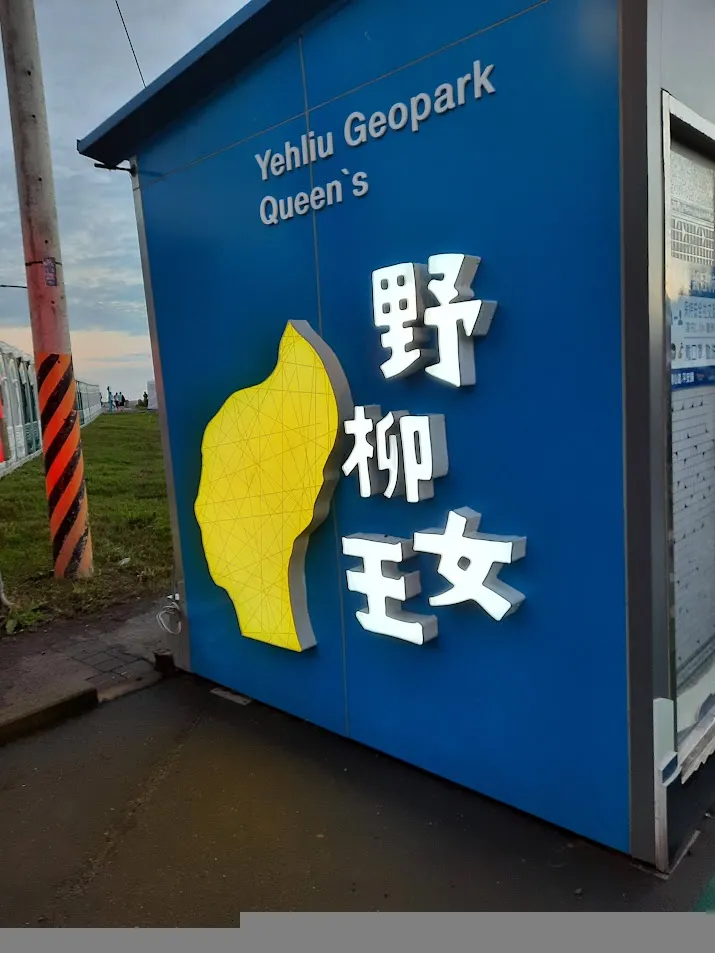 Yehliu Geopark
Queen`s
野
柳
女
王